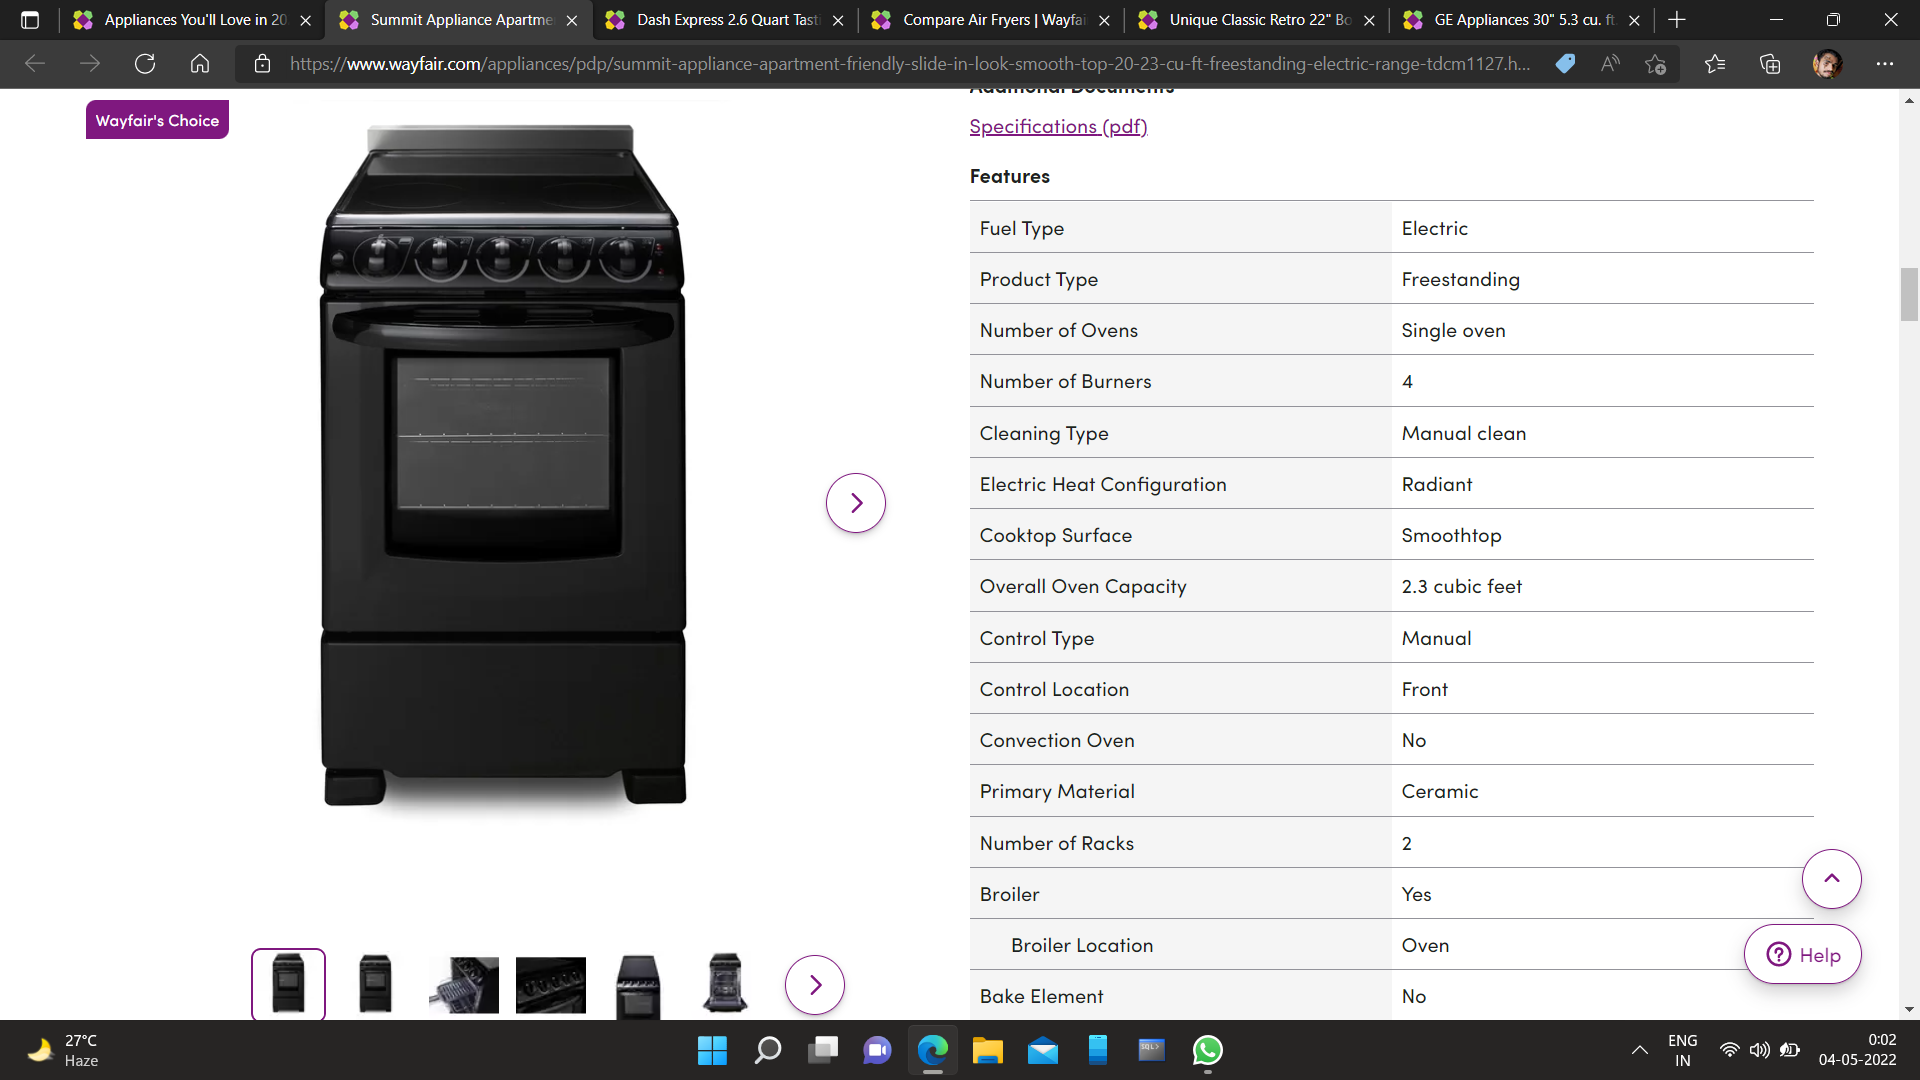 Appliances You'll Love in 20
Summit Appliance Apartme
Dash Express 2.6 Quart Tasti
Compare Air Fryers | Wayfai
Unique Classic Retro 22" Bo
GE Appliances 30" 5.3 cu. ft.
https://www.wayfair.com/appliances/pdp/summit-appliance-apartment-friendly-slide-in-look-smooth-top-20-23-cu-ft-freestanding-electric-range-tdcm1127.h...
Wayfair's Choice
Additional Documents
Specifications (pdf)
Features
Fuel Type Electric
Product Type Freestanding
Number of Ovens Single oven
Number of Burners 4
Cleaning Type Manual clean
Electric Heat Configuration Radiant
Cooktop Surface Smoothtop
Overall Oven Capacity 2.3 cubic feet
Control Type Manual
Control Location Front
Convection Oven No
Primary Material Ceramic
Number of Racks 2
Broiler Yes
Broiler Location Oven
Bake Element No
Help
27°C
Haze
SQL>
ENG
IN
0:02
04-05-2022